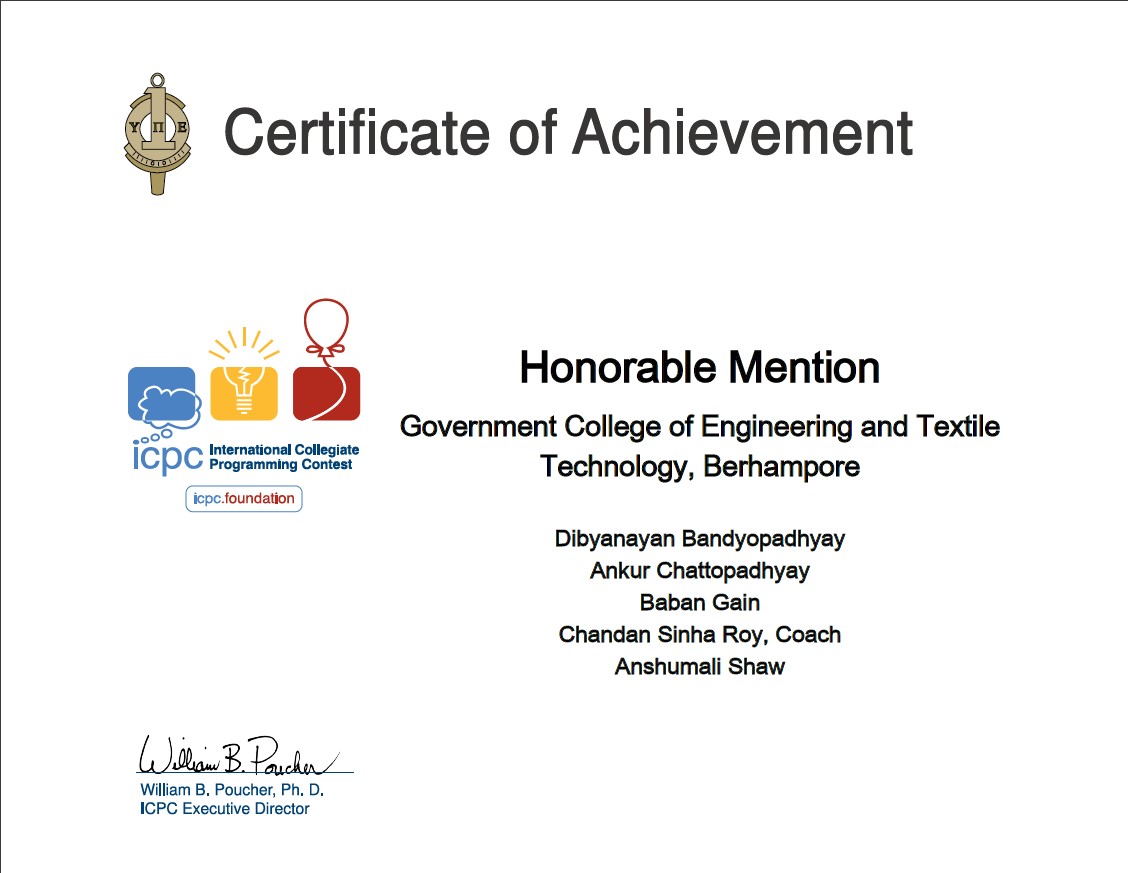 Υ Π Ε
Certificate of Achievement
icpc International Collegiate
Programming Contest
icpc.foundation
Honorable Mention
Government College of Engineering and Textile
Technology, Berhampore
Dibyanayan Bandyopadhyay
Ankur Chattopadhyay
Baban Gain
Chandan Sinha Roy, Coach
Anshumali Shaw
William B. Poucher
William B. Poucher, Ph. D.
ICPC Executive Director